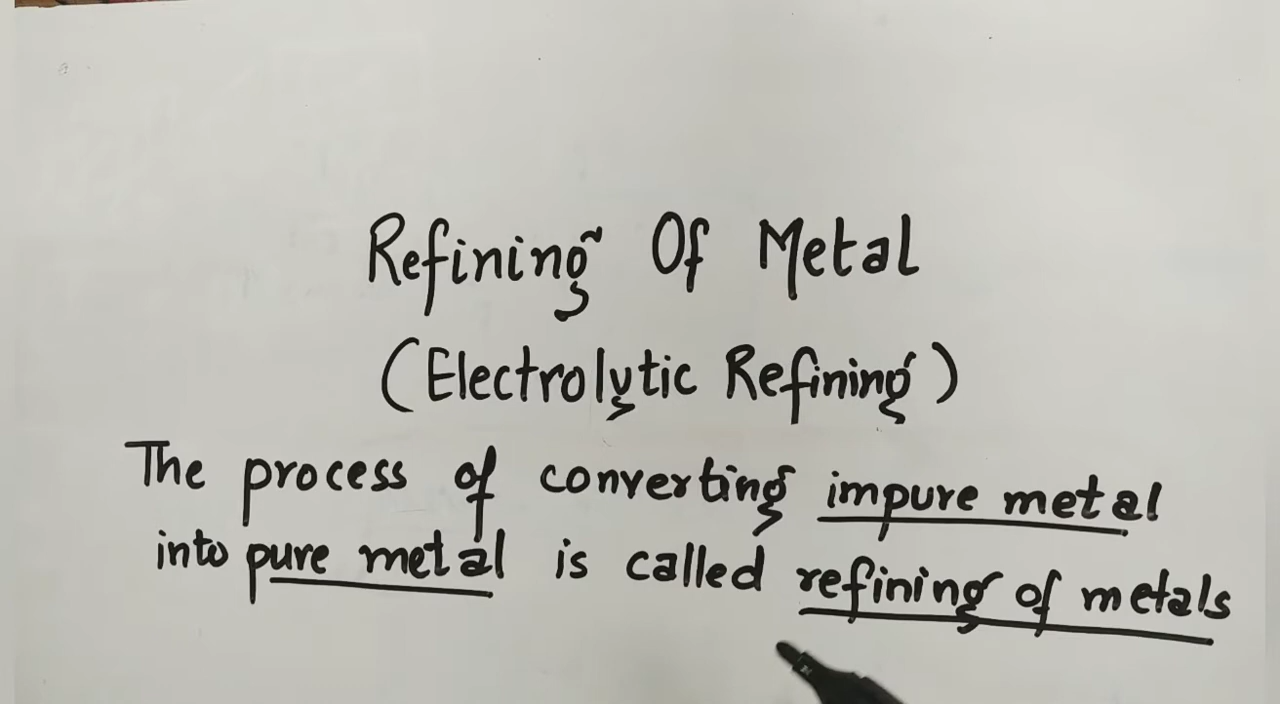 Refining Of Metal
(Electrolytic Refining)
The process of converting impure metal
into pure metal is called refining of metals